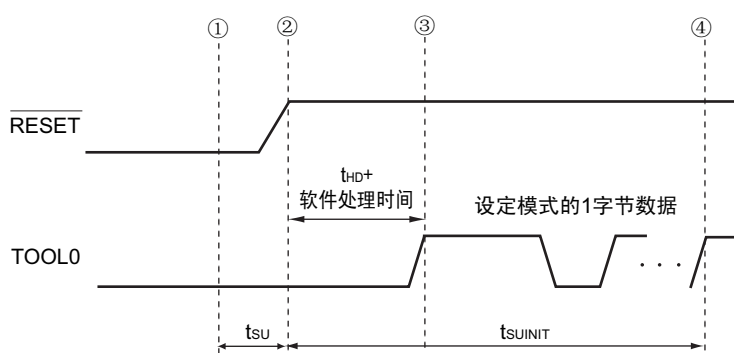 ① ② ③ ④
RESET
tHD+
软件处理时间
设定模式的1字节数据
TOOL0
. . .
tSU tSUINIT